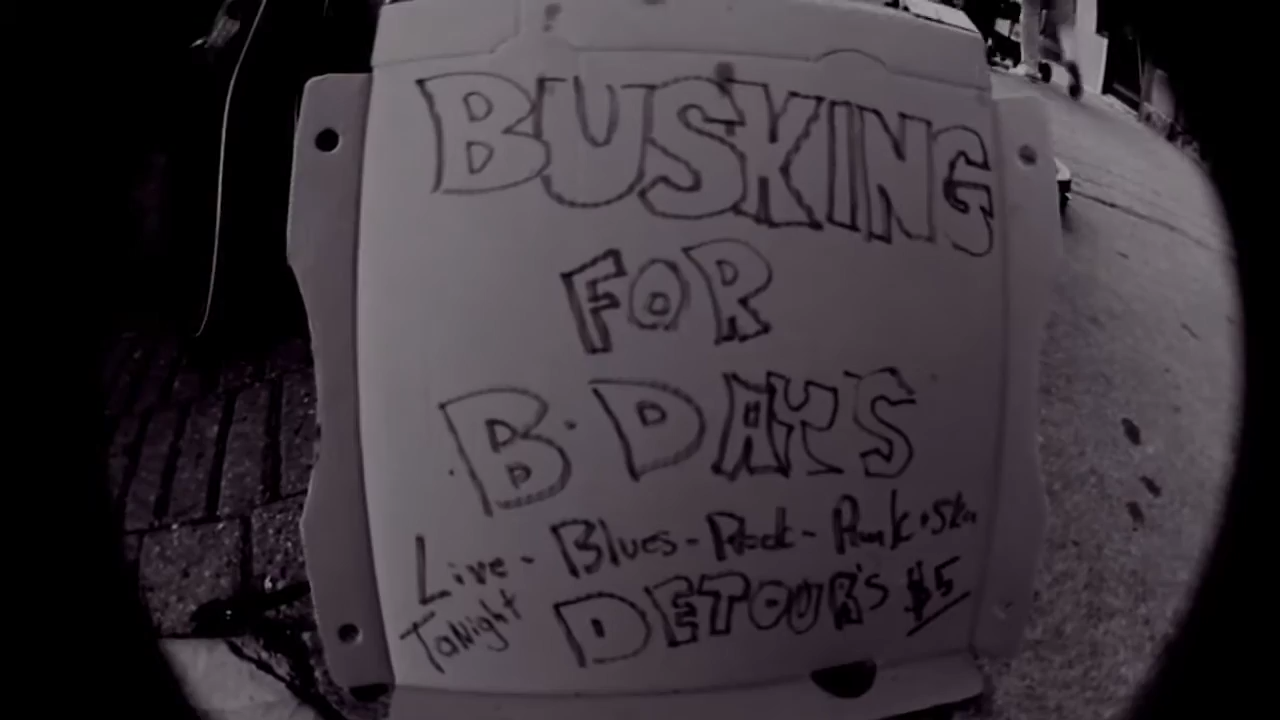 BUSKING
FOR
B·DAYS
Live - Blues - Rock - Punk · Ska
ToNight DETOUR'S $5